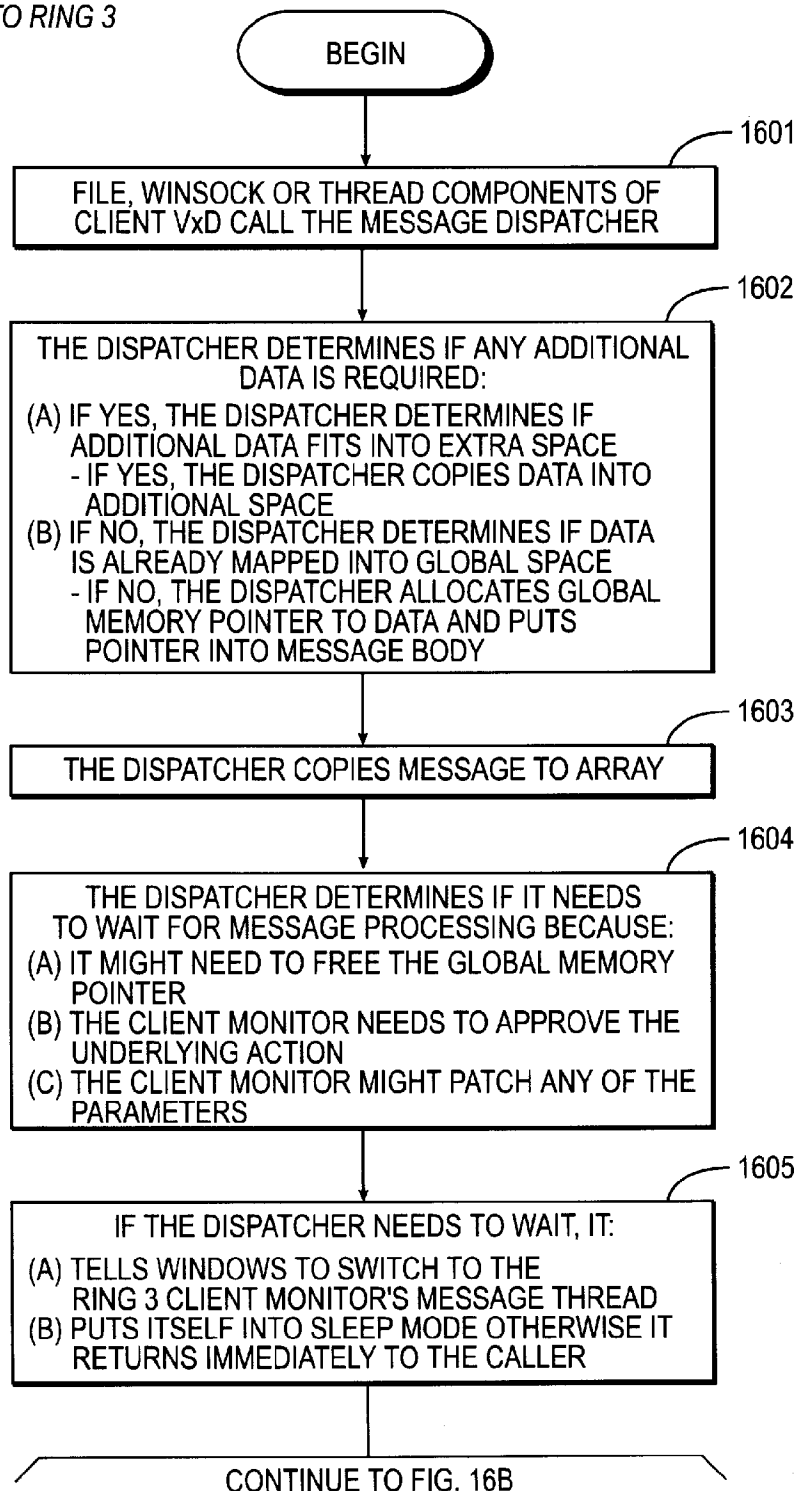 TO RING 3
BEGIN
1601
FILE, WINSOCK OR THREAD COMPONENTS OF
CLIENT VxD CALL THE MESSAGE DISPATCHER
1602
THE DISPATCHER DETERMINES IF ANY ADDITIONAL
DATA IS REQUIRED:
(A) IF YES, THE DISPATCHER DETERMINES IF
ADDITIONAL DATA FITS INTO EXTRA SPACE
- IF YES, THE DISPATCHER COPIES DATA INTO
ADDITIONAL SPACE
(B) IF NO, THE DISPATCHER DETERMINES IF DATA
IS ALREADY MAPPED INTO GLOBAL SPACE
- IF NO, THE DISPATCHER ALLOCATES GLOBAL
MEMORY POINTER TO DATA AND PUTS
POINTER INTO MESSAGE BODY
1603
THE DISPATCHER COPIES MESSAGE TO ARRAY
1604
THE DISPATCHER DETERMINES IF IT NEEDS
TO WAIT FOR MESSAGE PROCESSING BECAUSE:
(A) IT MIGHT NEED TO FREE THE GLOBAL MEMORY
POINTER
(B) THE CLIENT MONITOR NEEDS TO APPROVE THE
UNDERLYING ACTION
(C) THE CLIENT MONITOR MIGHT PATCH ANY OF THE
PARAMETERS
1605
IF THE DISPATCHER NEEDS TO WAIT, IT:
(A) TELLS WINDOWS TO SWITCH TO THE
RING 3 CLIENT MONITOR'S MESSAGE THREAD
(B) PUTS ITSELF INTO SLEEP MODE OTHERWISE IT
RETURNS IMMEDIATELY TO THE CALLER
CONTINUE TO FIG. 16B